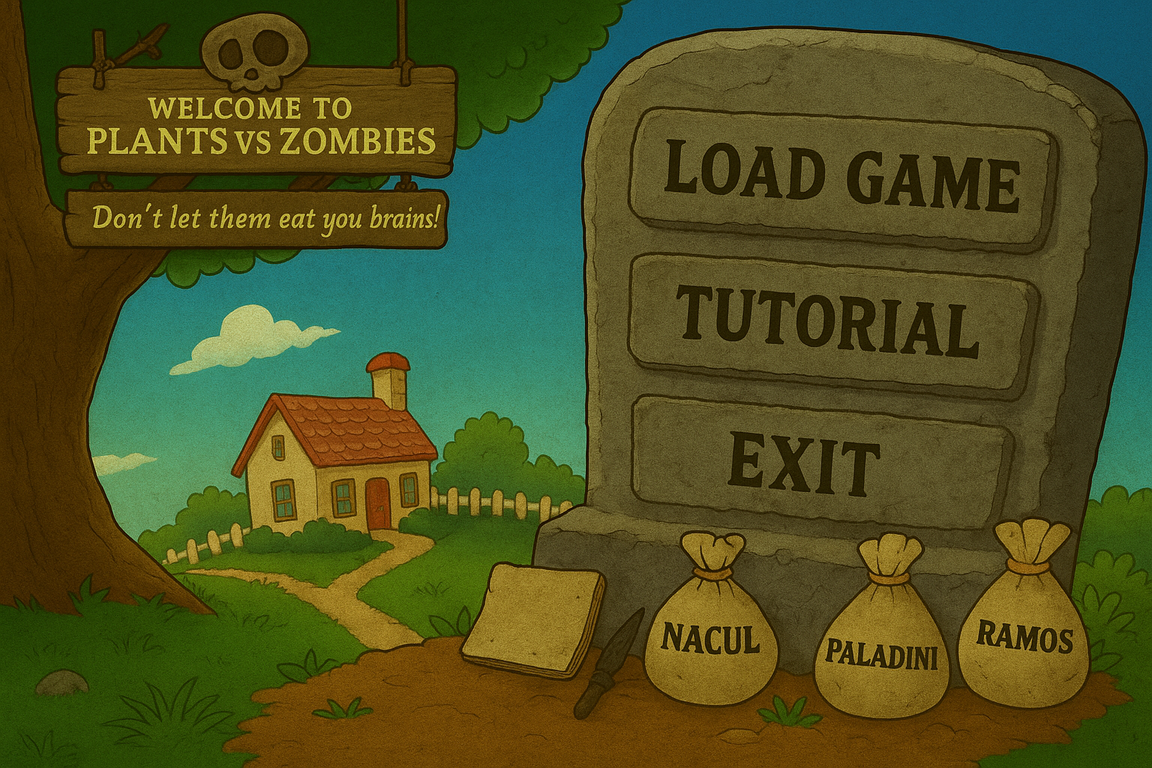 WELCOME TO
PLANTS VS ZOMBIES
Don't let them eat you brains!
LOAD GAME
TUTORIAL
EXIT
NACUL
PALADINI
RAMOS